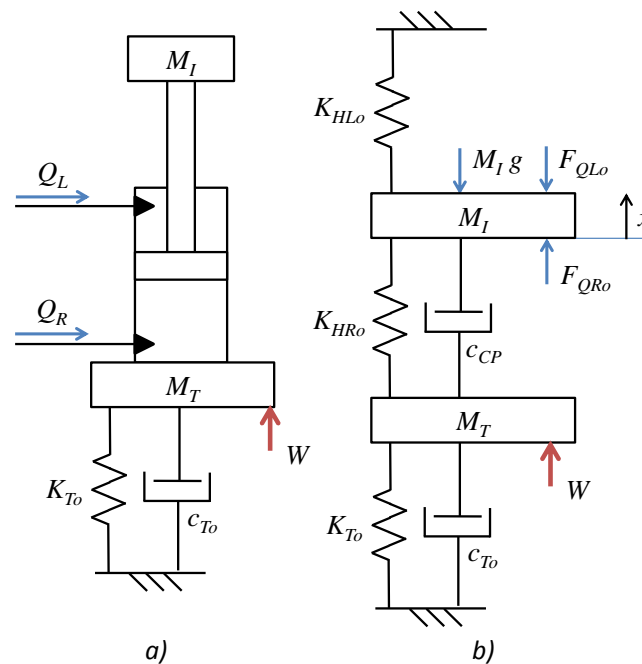 M_I
Q_L
Q_R
M_T
W
K_To
c_To
a)
K_HLo
M_I g
F_QLo
M_I
x
F_QRo
K_HRo
c_CP
M_T
W
K_To
c_To
b)